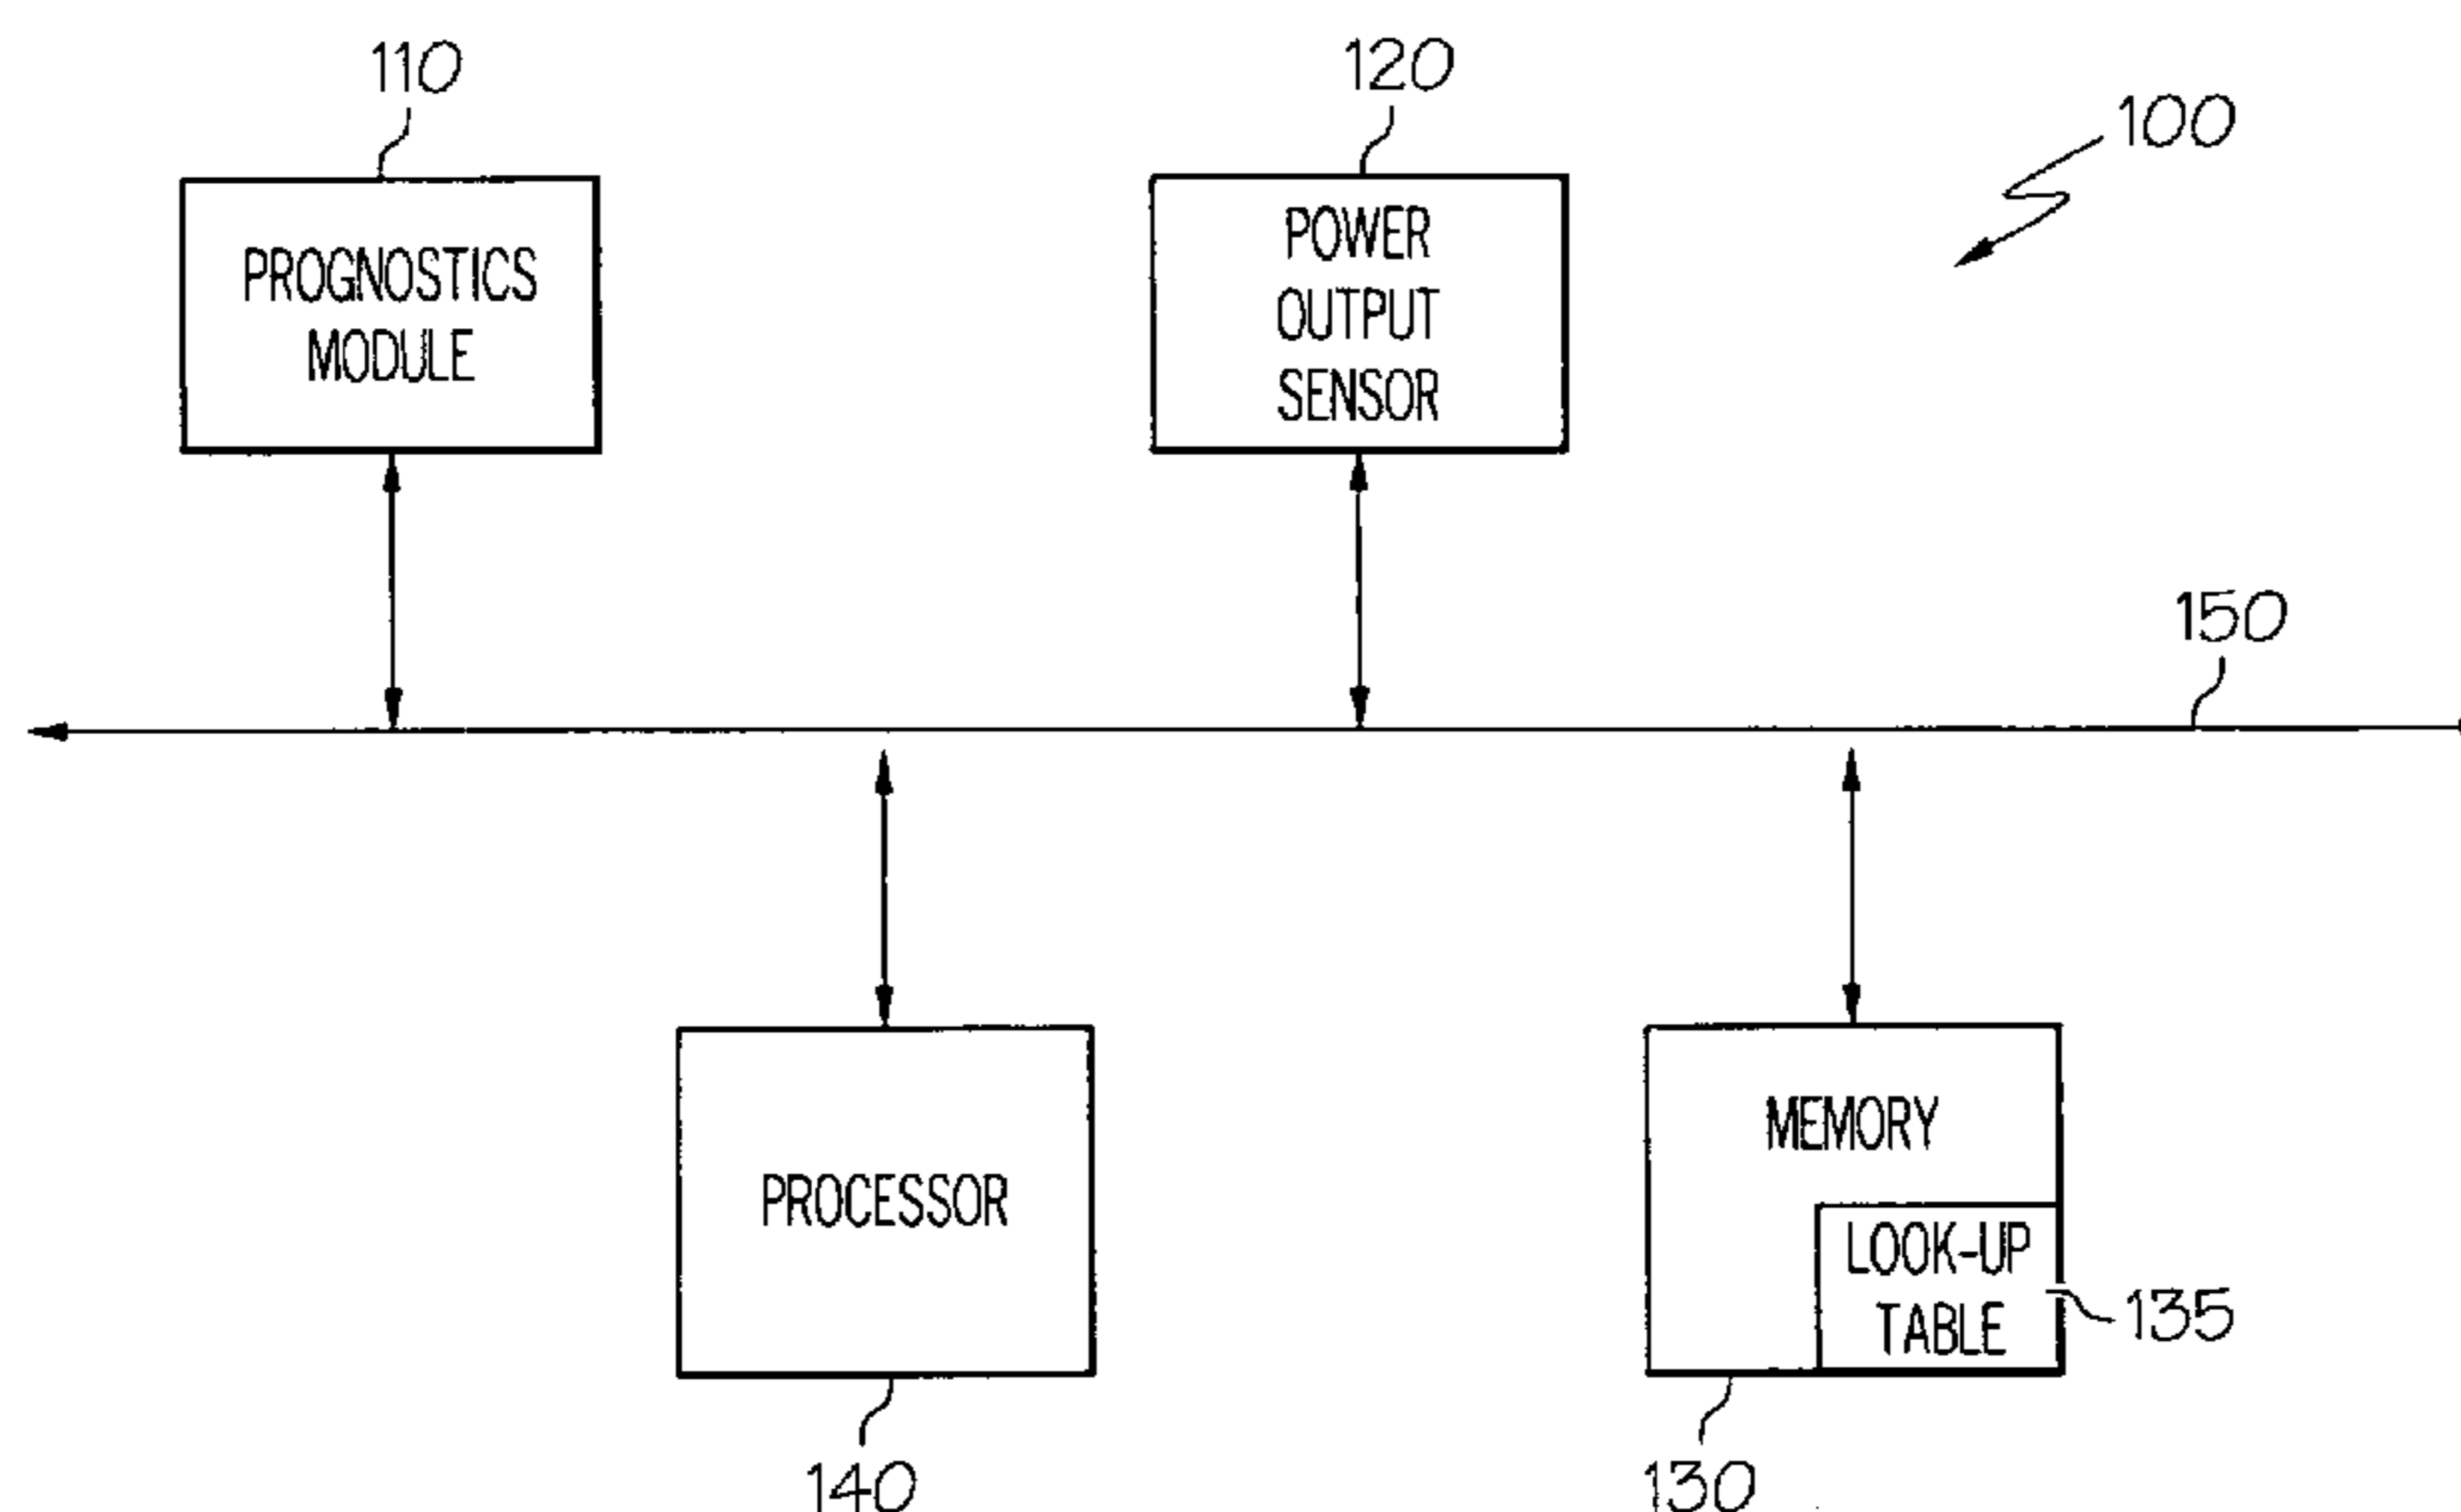 110
120
100
PROGNOSTICS
MODULE
POWER
OUTPUT
SENSOR
150
PROCESSOR
MEMORY
LOOK-UP
TABLE
135
140
130